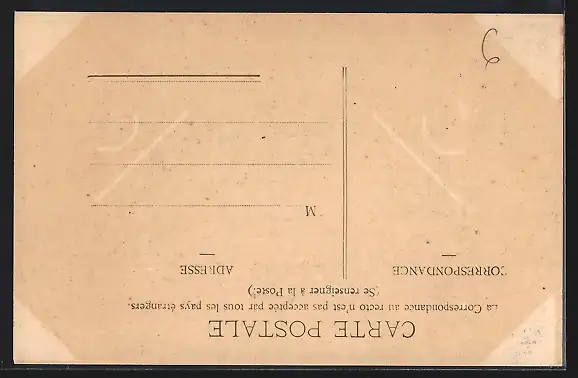 CARTE POSTALE
La Correspondance au recto n'est pas acceptée par tous les pays étrangers.
(Se renseigner à la Poste.)
CORRESPONDANCE
ADRESSE
M